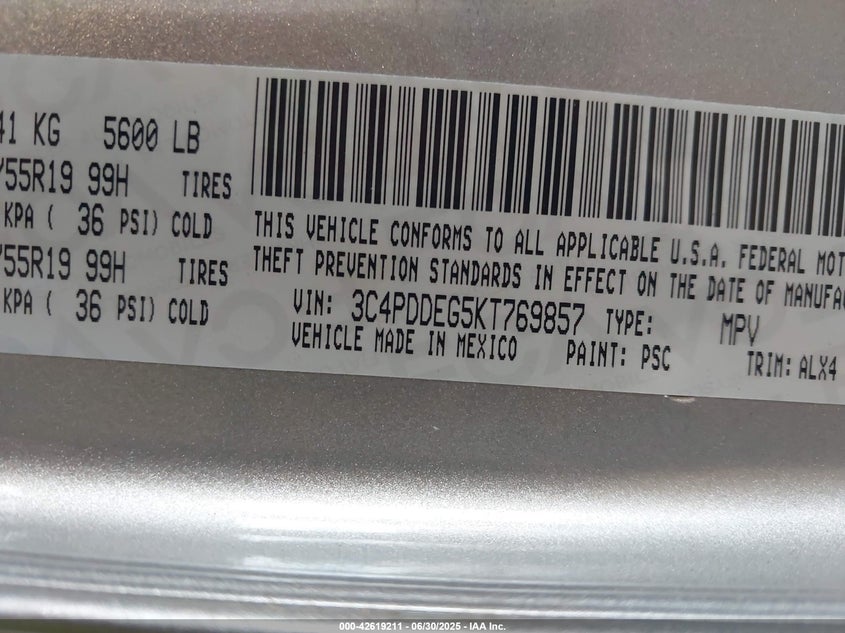 41 KG 5600 LB
/55R19 99H TIRES
KPA ( 36 PSI) COLD
/55R19 99H TIRES
KPA ( 36 PSI) COLD
THIS VEHICLE CONFORMS TO ALL APPLICABLE U.S.A. FEDERAL MOT
THEFT PREVENTION STANDARDS IN EFFECT ON THE DATE OF MANUFA
VIN: 3C4PDDEG5KT769857 TYPE: MPV
VEHICLE MADE IN MEXICO PAINT: PSC TRIM: ALX4
000-42619211 - 06/30/2025 - IAA Inc.